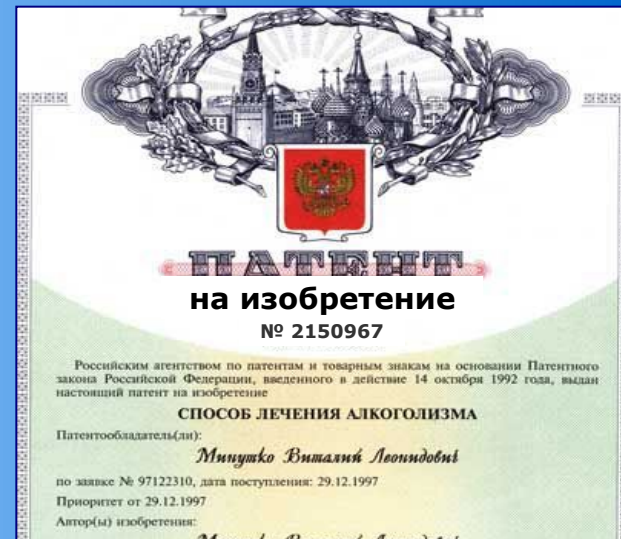 ПАТЕНТ
на изобретение
№ 2150967
Российским агентством по патентам и товарным знакам на основании Патентного
закона Российской Федерации, введенного в действие 14 октября 1992 года, выдан
настоящий патент на изобретение
СПОСОБ ЛЕЧЕНИЯ АЛКОГОЛИЗМА
Патентообладатель(ли):
Минутко Виталий Леонидович
по заявке № 97122310, дата поступления: 29.12.1997
Приоритет от 29.12.1997
Автор(ы) изобретения: